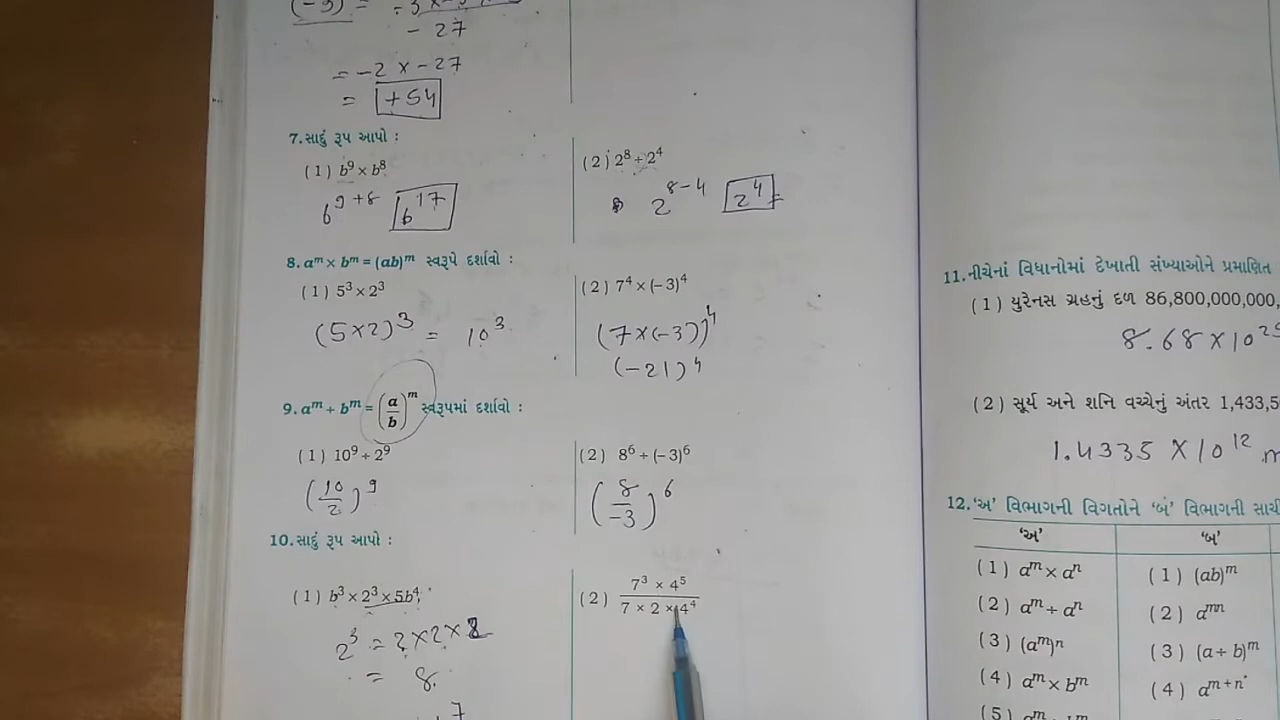 - 27
= -2 x -27
= +54
7. સાદું રૂપ આપો :
(1) b⁹ × b⁸
b⁹⁺⁸ b¹⁷
(2) 2⁸ ÷ 2⁴
2⁸⁻⁴ 2⁴
8. aᵐ × bᵐ = (ab)ᵐ સ્વરૂપે દર્શાવો :
(1) 5³ × 2³
(5×2)³ = 10³
(2) 7⁴ × (−3)⁴
(7×(-3))⁴
(-21)⁴
9. aᵐ ÷ bᵐ = (a/b)ᵐ સ્વરૂપમાં દર્શાવો :
(1) 10⁹ ÷ 2⁹
(10/2)⁹
(2) 8⁶ ÷ (−3)⁶
(8/-3)⁶
10. સાદું રૂપ આપો :
(1) b³ × 2³ × 5b⁴
2³ = 2×2×2
= 8
(2) 7³ × 4⁵
7 × 2 × 4⁴
11. નીચેનાં વિધાનોમાં દેખાતી સંખ્યાઓને પ્રમાણિત
(1) યુરેનસ ગ્રહનું દળ 86,800,000,000,
8.68 × 10²⁵
(2) સૂર્ય અને શનિ વચ્ચેનું અંતર 1,433,5
1.4335 × 10¹² m
12. ‘અ’ વિભાગની વિગતોને ‘બ’ વિભાગની સાચી
‘અ’ ‘બ’
(1) aᵐ × aⁿ (1) (ab)ᵐ
(2) aᵐ ÷ aⁿ (2) aᵐⁿ
(3) (aᵐ)ⁿ (3) (a ÷ b)ᵐ
(4) aᵐ × bᵐ (4) aᵐ⁺ⁿ